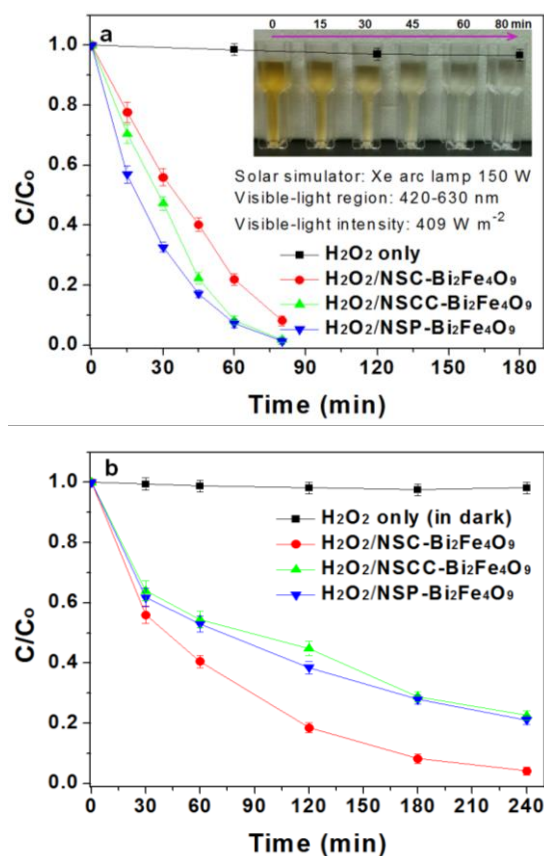 a
0 15 30 45 60 80 min
Solar simulator: Xe arc lamp 150 W
Visible-light region: 420-630 nm
Visible-light intensity: 409 W m⁻²
H₂O₂ only
H₂O₂/NSC-Bi₂Fe₄O₉
H₂O₂/NSCC-Bi₂Fe₄O₉
H₂O₂/NSP-Bi₂Fe₄O₉
C/Co
1.0
0.8
0.6
0.4
0.2
0.0
0 30 60 90 120 150 180
Time (min)
b
H₂O₂ only (in dark)
H₂O₂/NSC-Bi₂Fe₄O₉
H₂O₂/NSCC-Bi₂Fe₄O₉
H₂O₂/NSP-Bi₂Fe₄O₉
C/Co
1.0
0.8
0.6
0.4
0.2
0.0
0 30 60 90 120 150 180 210 240
Time (min)